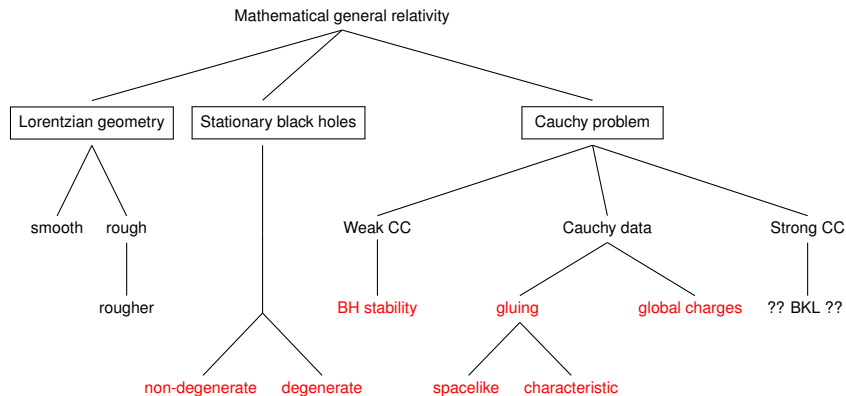 Mathematical general relativity
Lorentzian geometry
Stationary black holes
Cauchy problem
smooth
rough
Weak CC
Cauchy data
Strong CC
rougher
BH stability
gluing
global charges
?? BKL ??
non-degenerate
degenerate
spacelike
characteristic